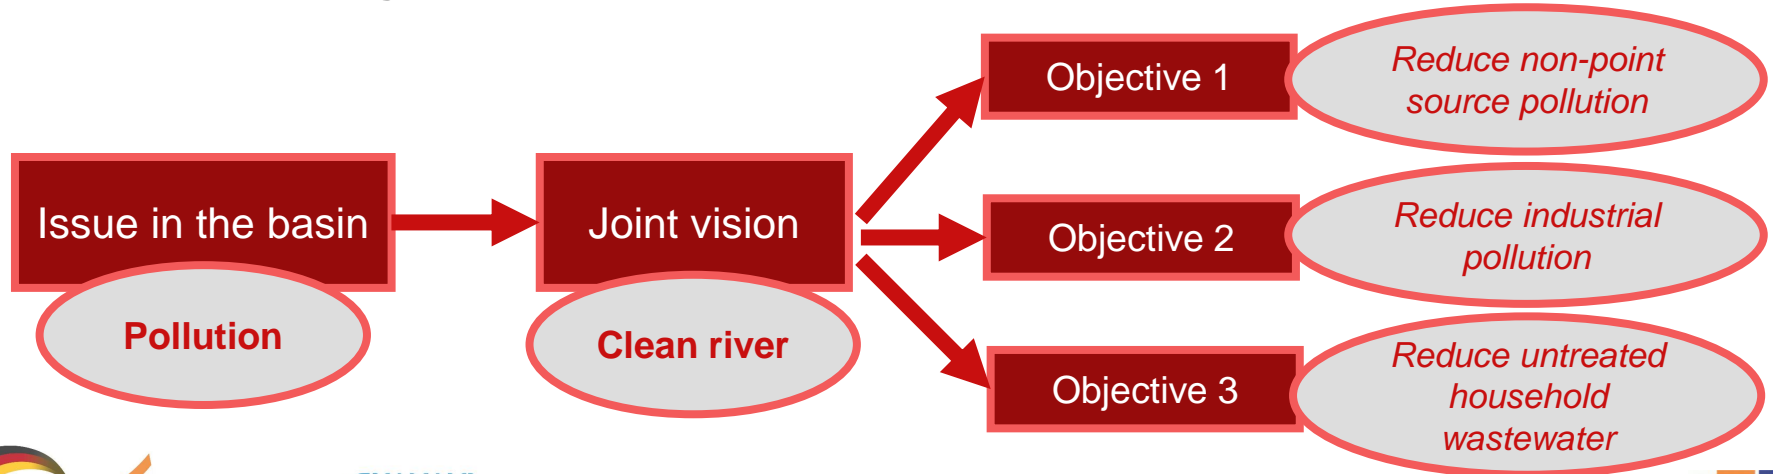 Issue in the basin
Pollution
Joint vision
Clean river
Objective 1
Reduce non-point
source pollution
Objective 2
Reduce industrial
pollution
Objective 3
Reduce untreated
household
wastewater